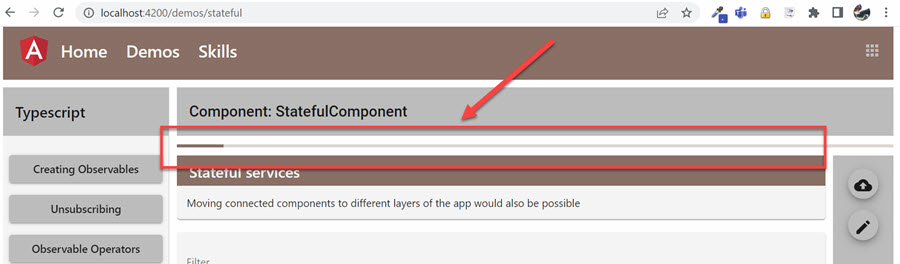 localhost:4200/demos/stateful
A
Home Demos Skills
Typescript
Component: StatefulComponent
Creating Observables
Stateful services
Unsubscribing
Moving connected components to different layers of the app would also be possible
Observable Operators
Filter